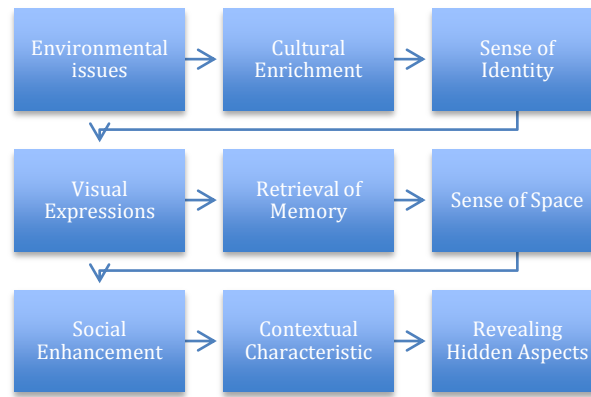 Environmental
issues
Cultural
Enrichment
Sense of
Identity
Visual
Expressions
Retrieval of
Memory
Sense of Space
Social
Enhancement
Contextual
Characteristic
Revealing
Hidden Aspects